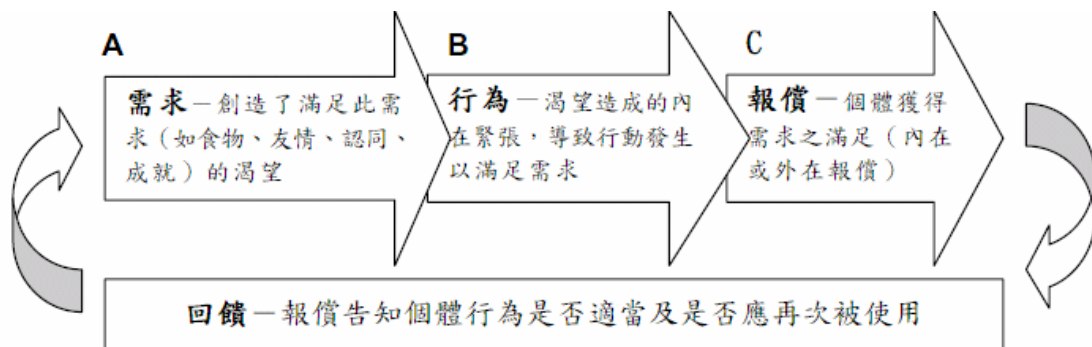 A
需求－創造了滿足此需
求（如食物、友情、認同、
成就）的渴望
B
行為－渴望造成的內
在緊張，導致行動發生
以滿足需求
C
報償－個體獲得
需求之滿足（內在
或外在報償）
回饋－報償告知個體行為是否適當及是否應再次被使用